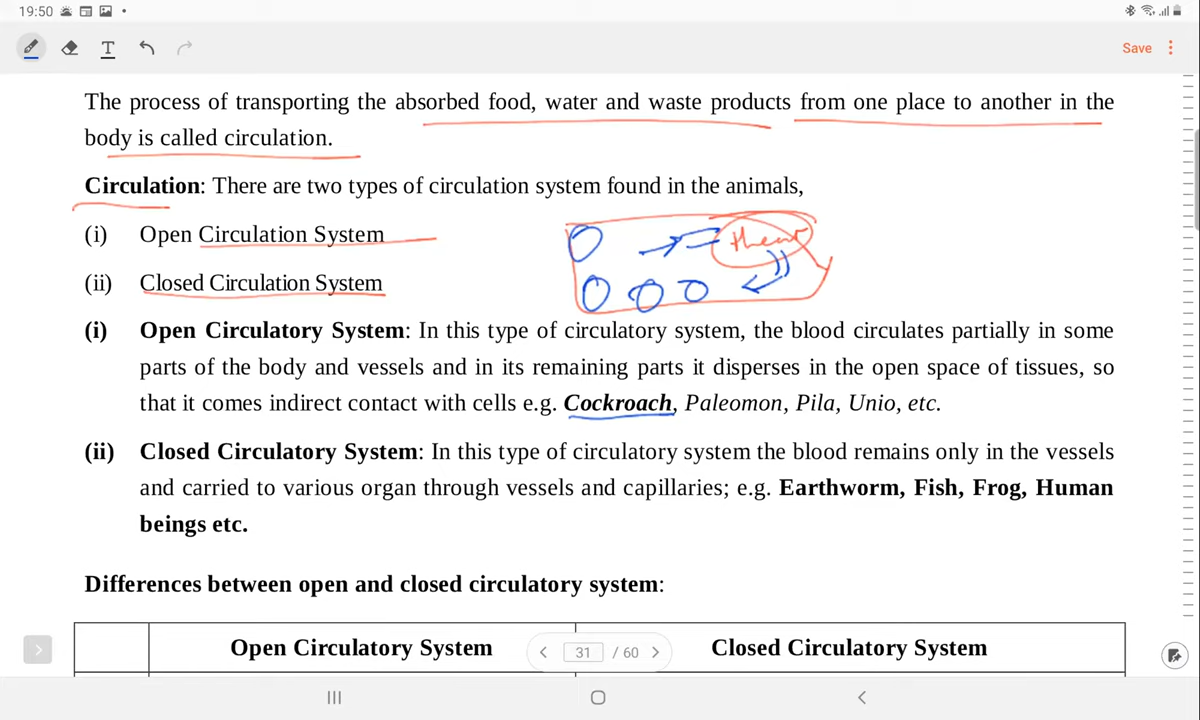 19:50
T
Save
The process of transporting the absorbed food, water and waste products from one place to another in the
body is called circulation.
Circulation: There are two types of circulation system found in the animals,
(i) Open Circulation System
(ii) Closed Circulation System
(i) Open Circulatory System: In this type of circulatory system, the blood circulates partially in some
parts of the body and vessels and in its remaining parts it disperses in the open space of tissues, so
that it comes indirect contact with cells e.g. Cockroach, Paleomon, Pila, Unio, etc.
(ii) Closed Circulatory System: In this type of circulatory system the blood remains only in the vessels
and carried to various organ through vessels and capillaries; e.g. Earthworm, Fish, Frog, Human
beings etc.
Differences between open and closed circulatory system:
Open Circulatory System Closed Circulatory System
31 / 60